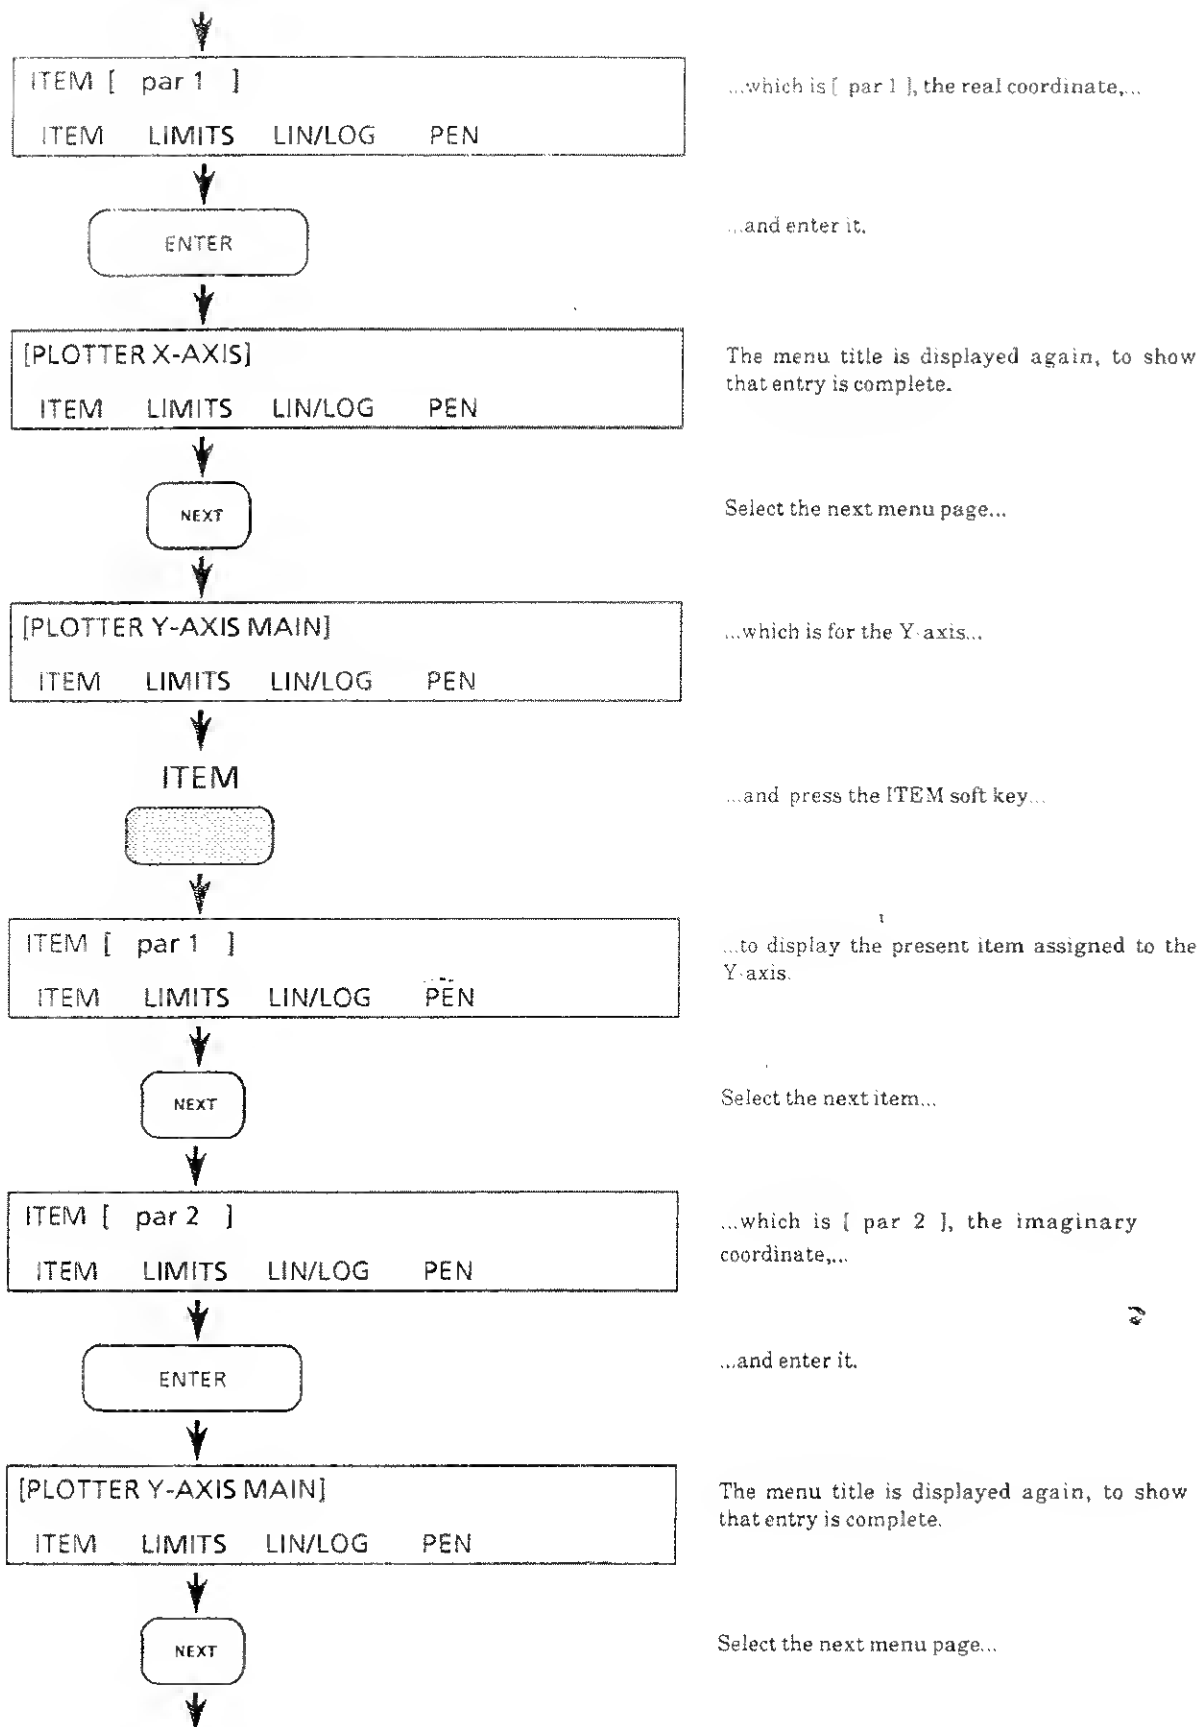 ITEM [ par 1 ]
...which is [ par 1 ], the real coordinate,...
ITEM LIMITS LIN/LOG PEN
ENTER
...and enter it.
[PLOTTER X-AXIS]
The menu title is displayed again, to show
that entry is complete.
ITEM LIMITS LIN/LOG PEN
NEXT
Select the next menu page...
[PLOTTER Y-AXIS MAIN]
...which is for the Y-axis...
ITEM LIMITS LIN/LOG PEN
ITEM
...and press the ITEM soft key...
ITEM [ par 1 ]
...to display the present item assigned to the
Y-axis.
ITEM LIMITS LIN/LOG PEN
NEXT
Select the next item...
ITEM [ par 2 ]
...which is [ par 2 ], the imaginary
coordinate,...
ITEM LIMITS LIN/LOG PEN
ENTER
...and enter it.
[PLOTTER Y-AXIS MAIN]
The menu title is displayed again, to show
that entry is complete.
ITEM LIMITS LIN/LOG PEN
NEXT
Select the next menu page...